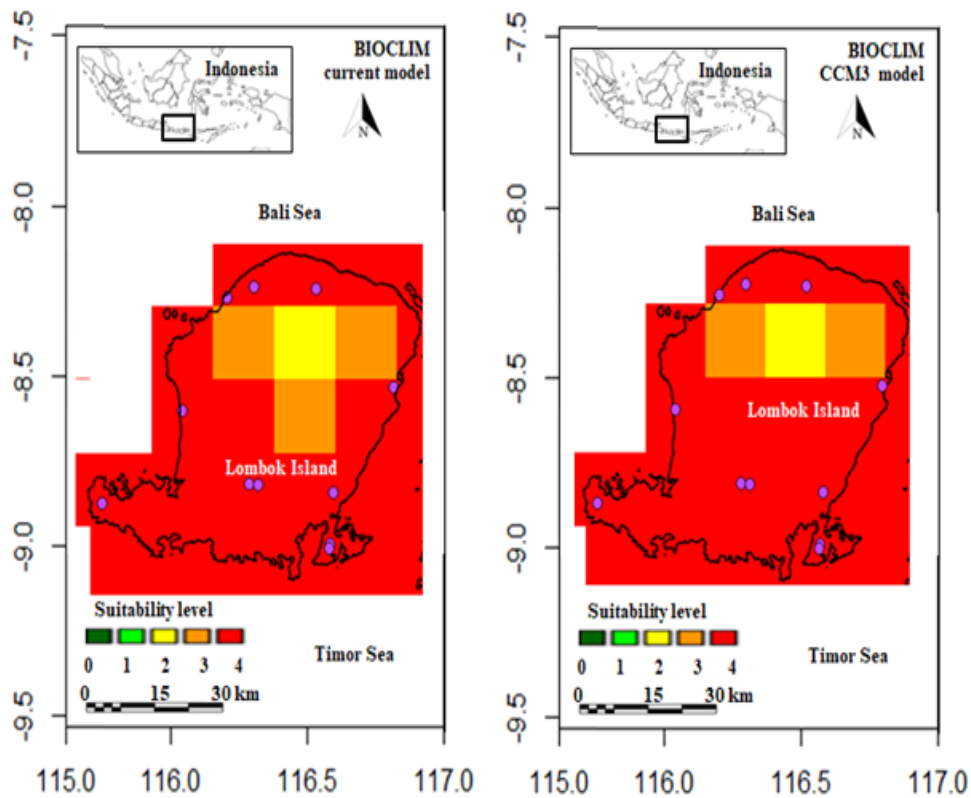 -7.5
-8.0
-8.5
-9.0
-9.5
BIOCLIM
current model
Indonesia
N
Bali Sea
Lombok Island
Suitability level
0 1 2 3 4
0 15 30 km
Timor Sea
115.0 116.0 116.5 117.0
-7.5
-8.0
-8.5
-9.0
-9.5
BIOCLIM
CCM3 model
Indonesia
N
Bali Sea
Lombok Island
Suitability level
0 1 2 3 4
0 15 30 km
Timor Sea
115.0 116.0 116.5 117.0